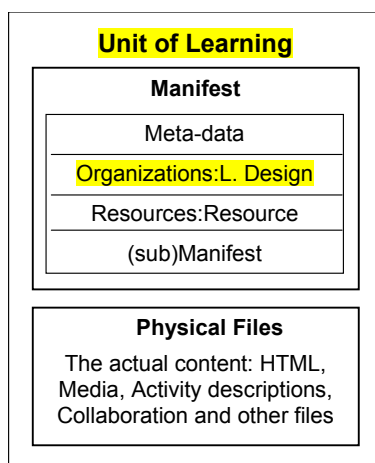 Unit of Learning
Manifest
Meta-data
Organizations:L. Design
Resources:Resource
(sub)Manifest
Physical Files
The actual content: HTML,
Media, Activity descriptions,
Collaboration and other files